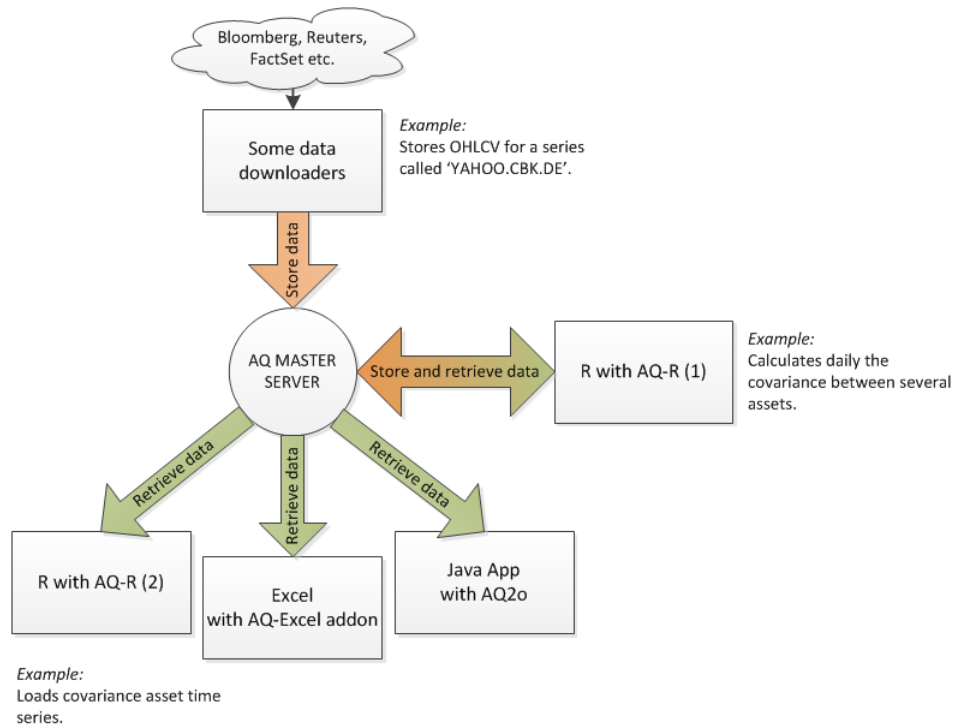 Bloomberg, Reuters,
FactSet etc.
Some data
downloaders
Example:
Stores OHLCV for a series
called ‘YAHOO.CBK.DE’.
Store data
AQ MASTER
SERVER
Store and retrieve data
R with AQ-R (1)
Example:
Calculates daily the
covariance between several
assets.
Retrieve data
Retrieve data
Retrieve data
R with AQ-R (2)
Excel
with AQ-Excel addon
Java App
with AQ2o
Example:
Loads covariance asset time
series.